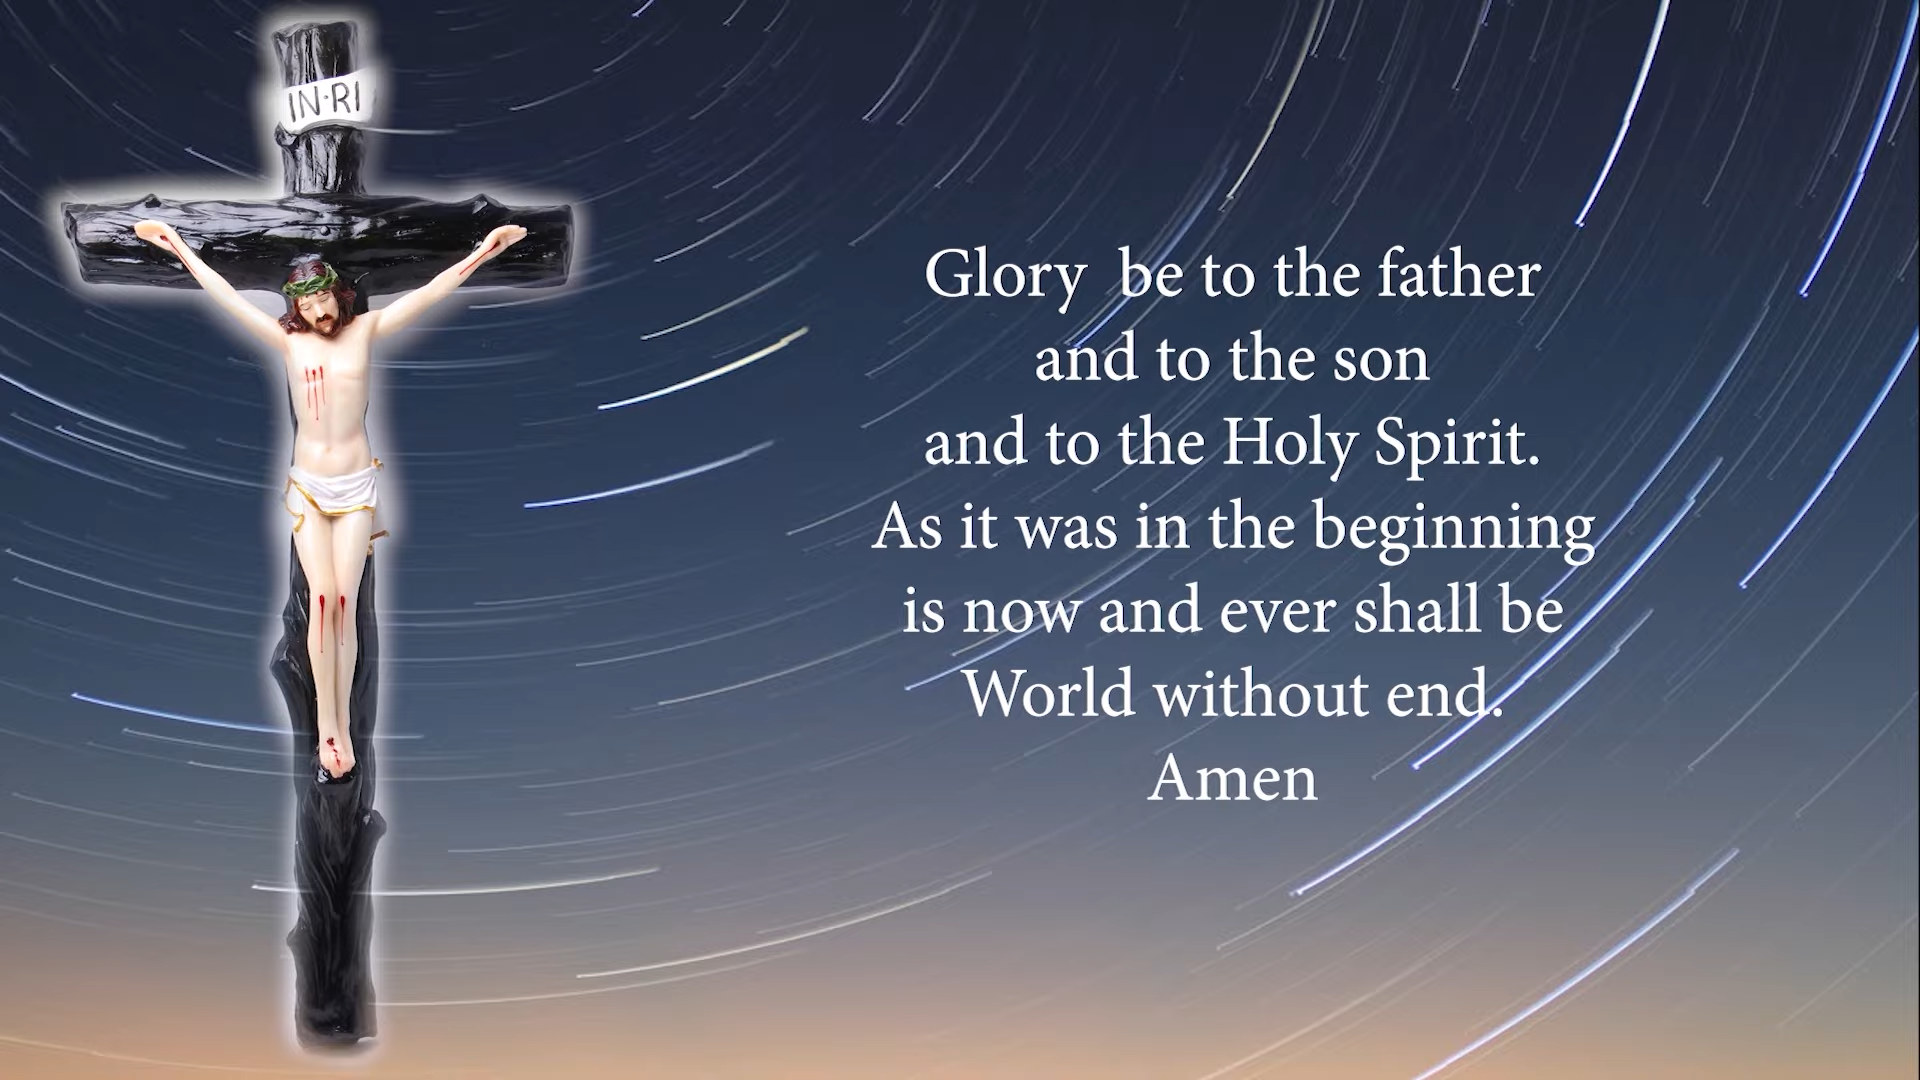 IN·RI
Glory be to the father
and to the son
and to the Holy Spirit.
As it was in the beginning
is now and ever shall be
World without end.
Amen